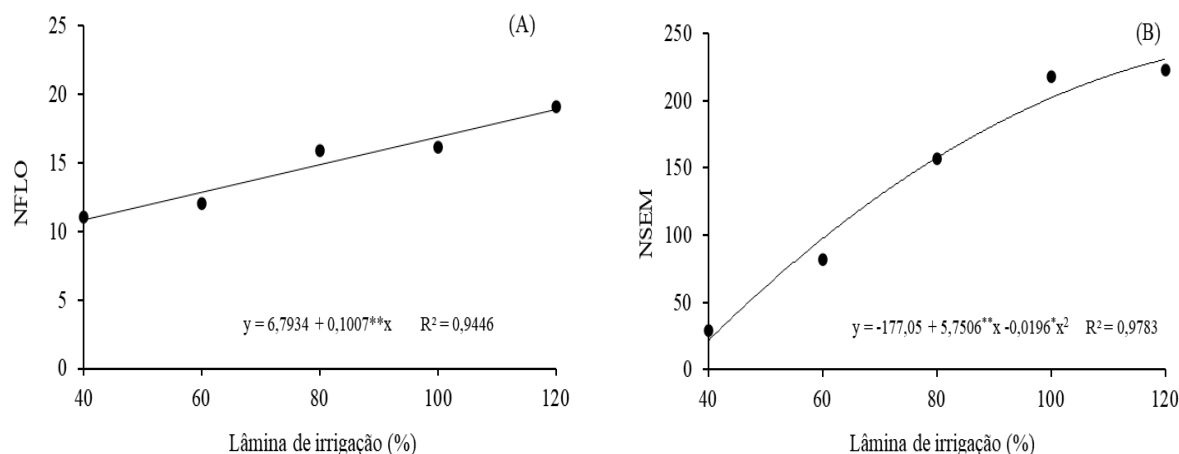 (A)
25
20
15
10
5
0
NFLO
y = 6,7934 + 0,1007**x R² = 0,9446
40 60 80 100 120
Lâmina de irrigação (%)
(B)
250
200
150
100
50
0
NSEM
y = -177,05 + 5,7506**x -0,0196*x² R² = 0,9783
40 60 80 100 120
Lâmina de irrigação (%)